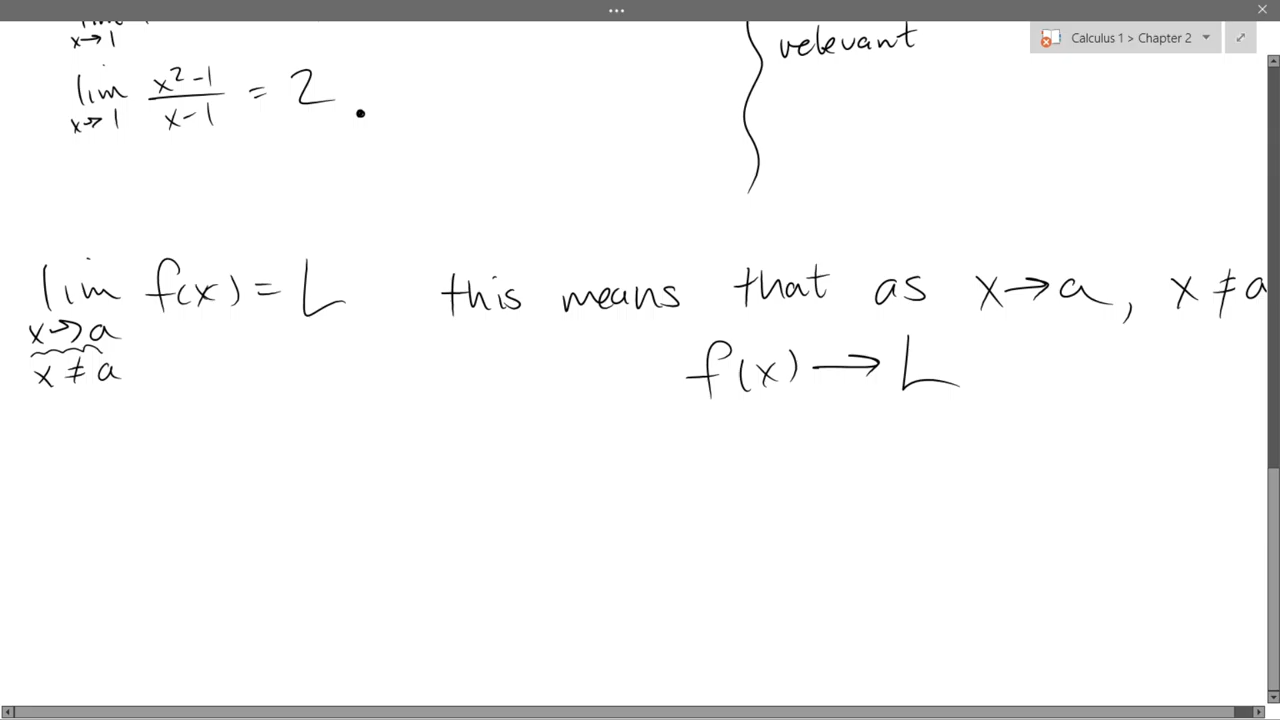 Calculus 1 > Chapter 2
x→1
relevant
lim x→1 (x²-1)/(x-1) = 2 .
lim f(x) = L this means that as x→a, x≠a
x→a
x≠a f(x) → L